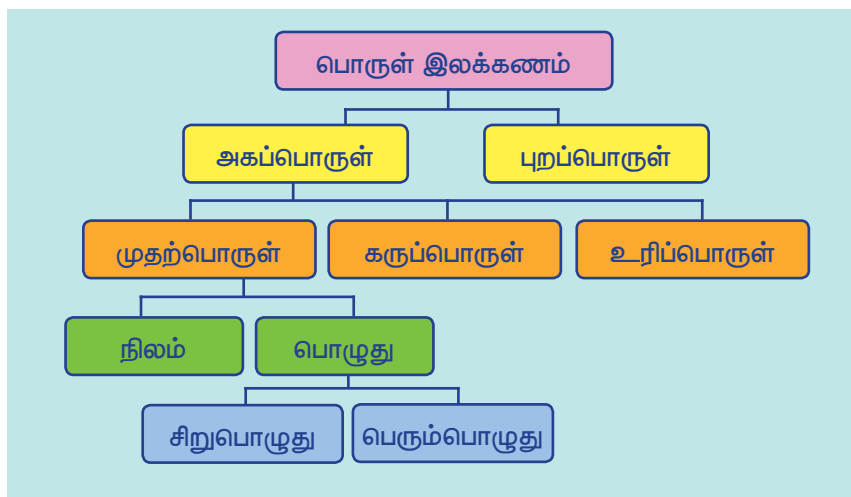 பொருள் இலக்கணம்
அகப்பொருள்
புறப்பொருள்
முதற்பொருள்
கருப்பொருள்
உரிப்பொருள்
நிலம்
பொழுது
சிறுபொழுது
பெரும்பொழுது